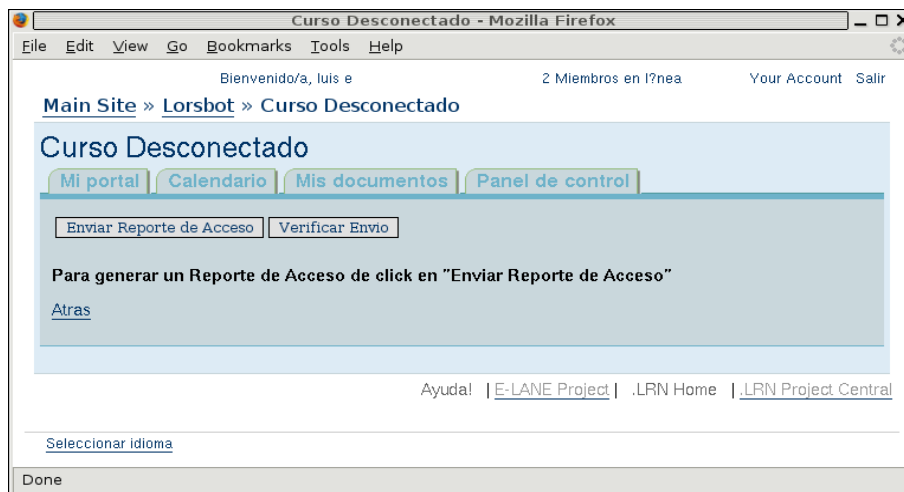 Curso Desconectado - Mozilla Firefox
File Edit View Go Bookmarks Tools Help
Bienvenido/a, luis e 2 Miembros en l?nea Your Account Salir
Main Site » Lorsbot » Curso Desconectado
Curso Desconectado
Mi portal Calendario Mis documentos Panel de control
Enviar Reporte de Acceso Verificar Envio
Para generar un Reporte de Acceso de click en "Enviar Reporte de Acceso"
Atras
Ayuda! | E-LANE Project | .LRN Home | .LRN Project Central
Seleccionar idioma
Done